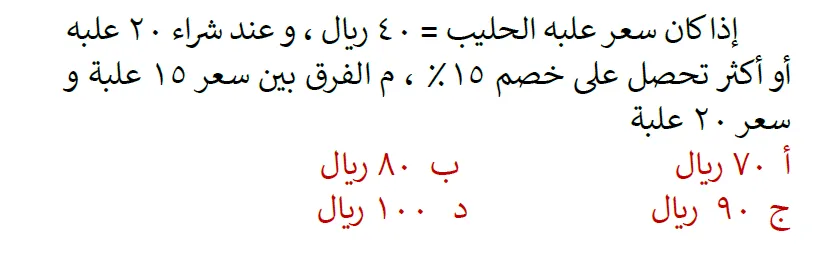 إذا كان سعر علبه الحليب = ٤٠ ريال ، و عند شراء ٢٠ علبه
أو أكثر تحصل على خصم ١٥٪ ، م الفرق بين سعر ١٥ علبة و
سعر ٢٠ علبة
أ ٧٠ ريال ب ٨٠ ريال
ج ٩٠ ريال د ١٠٠ ريال